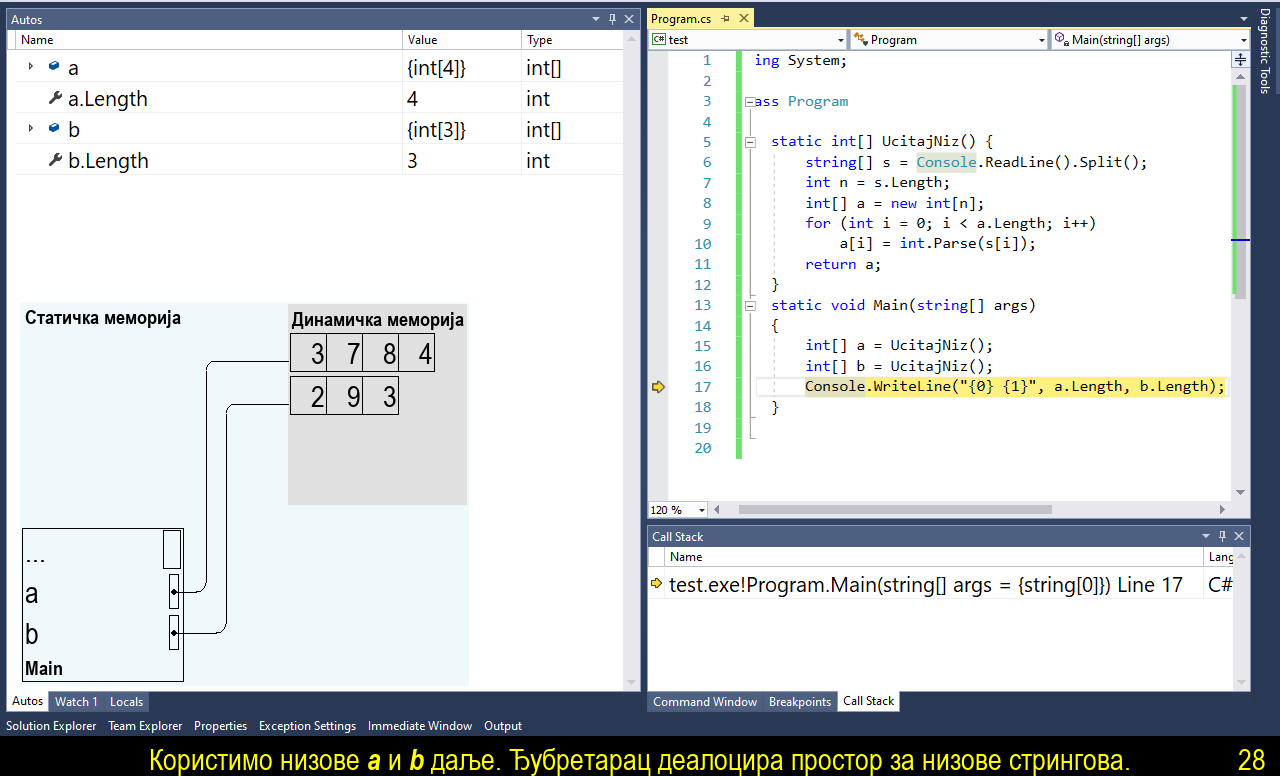 Autos
Name Value Type
a {int[4]} int[]
a.Length 4 int
b {int[3]} int[]
b.Length 3 int
Статичка меморија
Динамичка меморија
3 7 8 4
2 9 3
...
a
b
Main
Autos Watch 1 Locals
Program.cs
C# test Program Main(string[] args)
1 ing System;
2
3 ass Program
4
5 static int[] UcitajNiz() {
6 string[] s = Console.ReadLine().Split();
7 int n = s.Length;
8 int[] a = new int[n];
9 for (int i = 0; i < a.Length; i++)
10 a[i] = int.Parse(s[i]);
11 return a;
12 }
13 static void Main(string[] args)
14 {
15 int[] a = UcitajNiz();
16 int[] b = UcitajNiz();
17 Console.WriteLine("{0} {1}", a.Length, b.Length);
18 }
19
20
120 %
Call Stack
Name Lang
test.exe!Program.Main(string[] args = {string[0]}) Line 17 C#
Command Window Breakpoints Call Stack
Diagnostic Tools
Solution Explorer Team Explorer Properties Exception Settings Immediate Window Output
Користимо низове a и b даље. Ђубретарац деалоцира простор за низове стрингова. 28